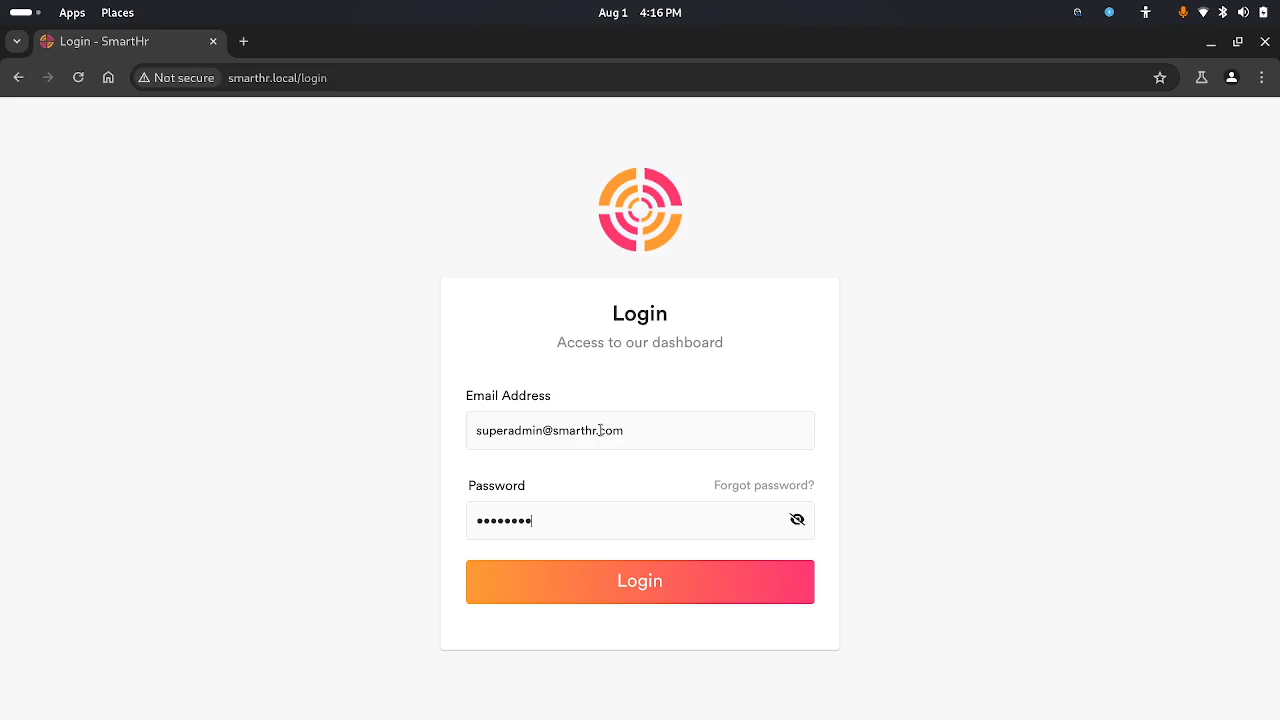 Apps Places Aug 1 4:16 PM
Login - SmartHr
Not secure smarthr.local/login
Login
Access to our dashboard
Email Address
superadmin@smarthr.com
Password Forgot password?
••••••••
Login